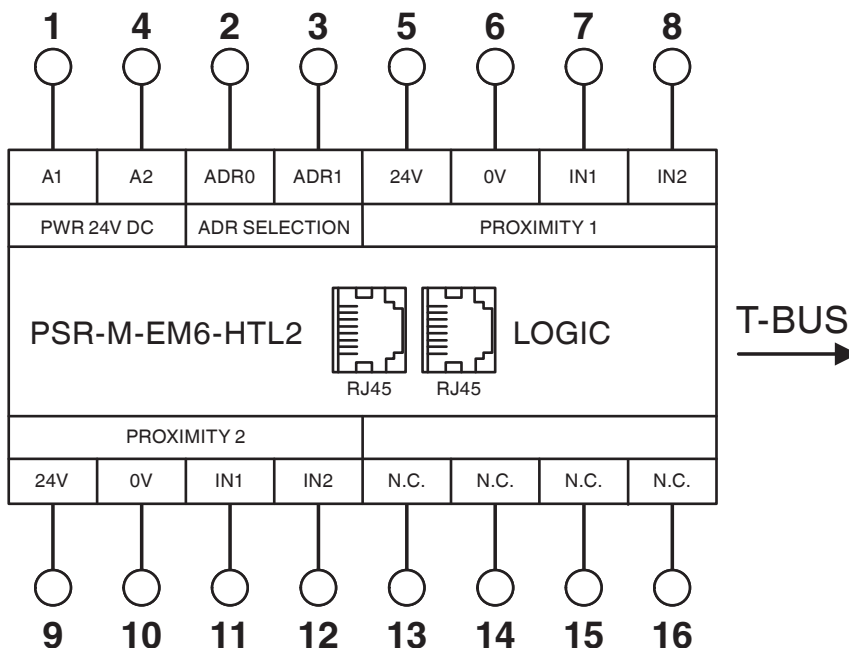 1 4 2 3 5 6 7 8
A1 A2 ADR0 ADR1 24V 0V IN1 IN2
PWR 24V DC ADR SELECTION PROXIMITY 1
PSR-M-EM6-HTL2 LOGIC T-BUS
RJ45 RJ45
PROXIMITY 2
24V 0V IN1 IN2 N.C. N.C. N.C. N.C.
9 10 11 12 13 14 15 16